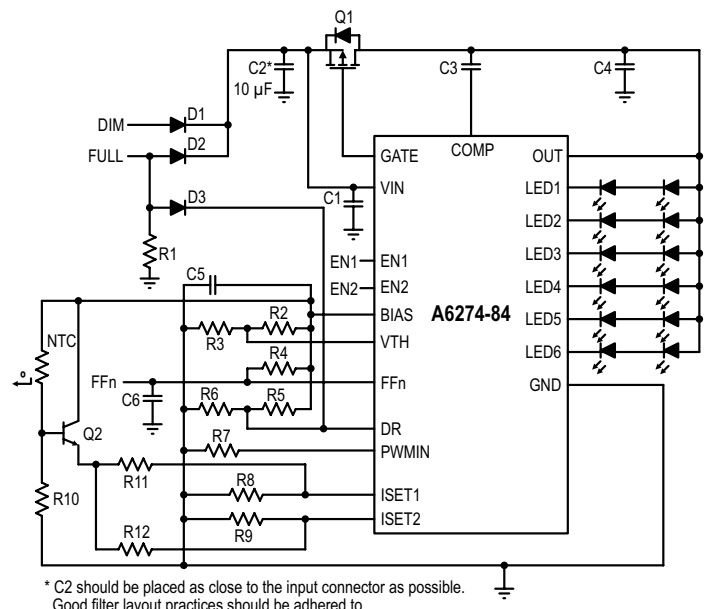 Q1
C2*
10 µF
C3
C4
DIM
D1
D2
FULL
GATE
COMP
OUT
VIN
LED1
D3
C1
LED2
R1
LED3
C5
EN1
EN1
LED4
EN2
EN2
R2
BIAS
A6274-84
LED5
NTC
R3
VTH
LED6
R4
t°
FFn
FFn
GND
C6
R6
R5
Q2
DR
R7
PWMIN
R11
R8
ISET1
R10
R12
R9
ISET2
* C2 should be placed as close to the input connector as possible.
Good filter layout practices should be adhered to